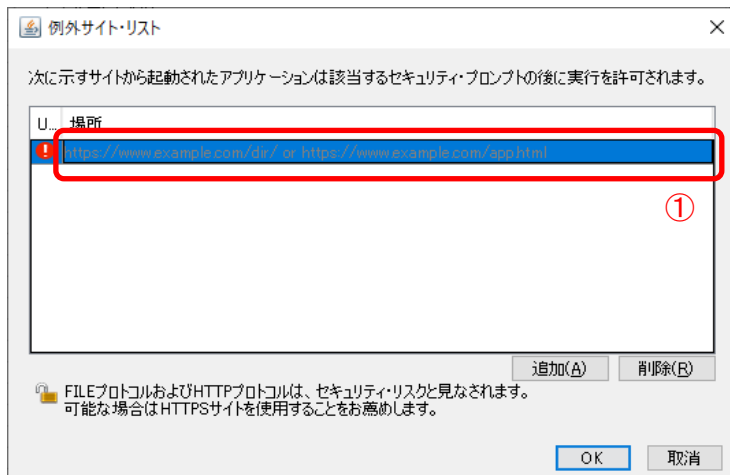 例外サイト・リスト
次に示すサイトから起動されたアプリケーションは該当するセキュリティ・プロンプトの後に実行を許可されます。
U... 場所
https://www.example.com/dir/ or https://www.example.com/app.html
①
追加(A) 削除(R)
FILEプロトコルおよびHTTPプロトコルは、セキュリティ・リスクと見なされます。
可能な場合はHTTPSサイトを使用することをお薦めします。
OK 取消